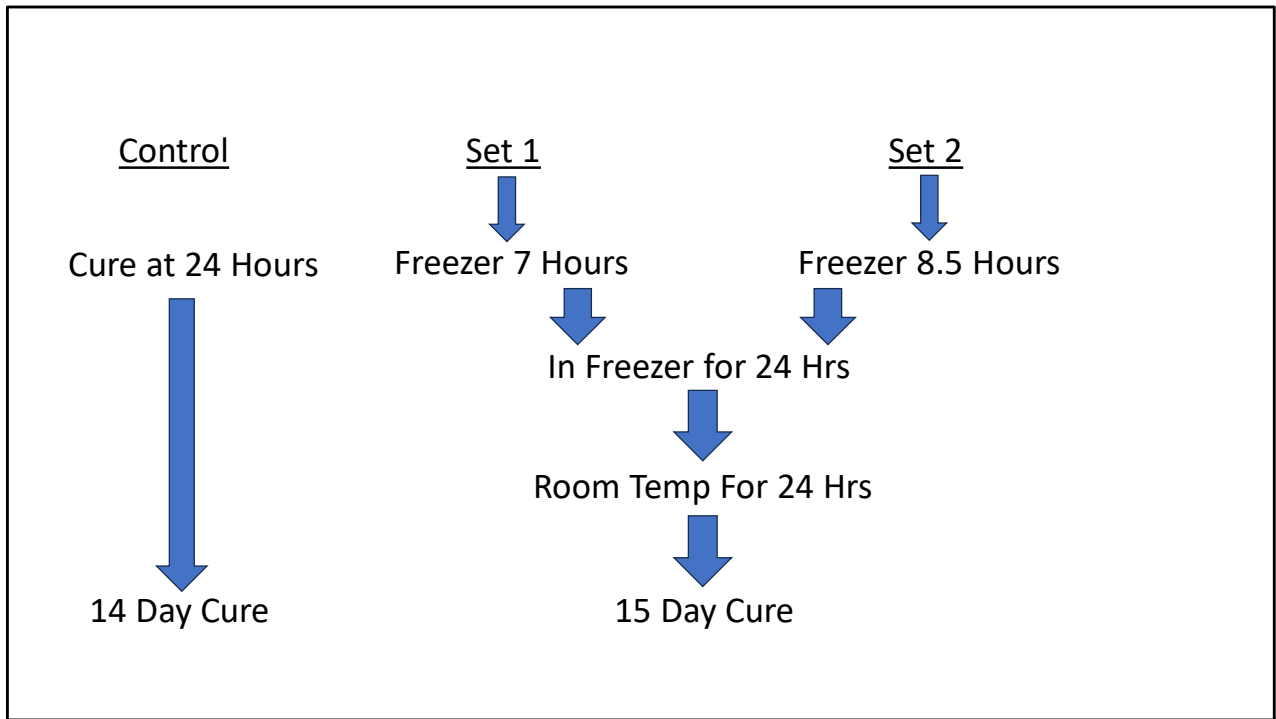 Control
Set 1
Set 2
Cure at 24 Hours
Freezer 7 Hours
Freezer 8.5 Hours
In Freezer for 24 Hrs
Room Temp For 24 Hrs
14 Day Cure
15 Day Cure